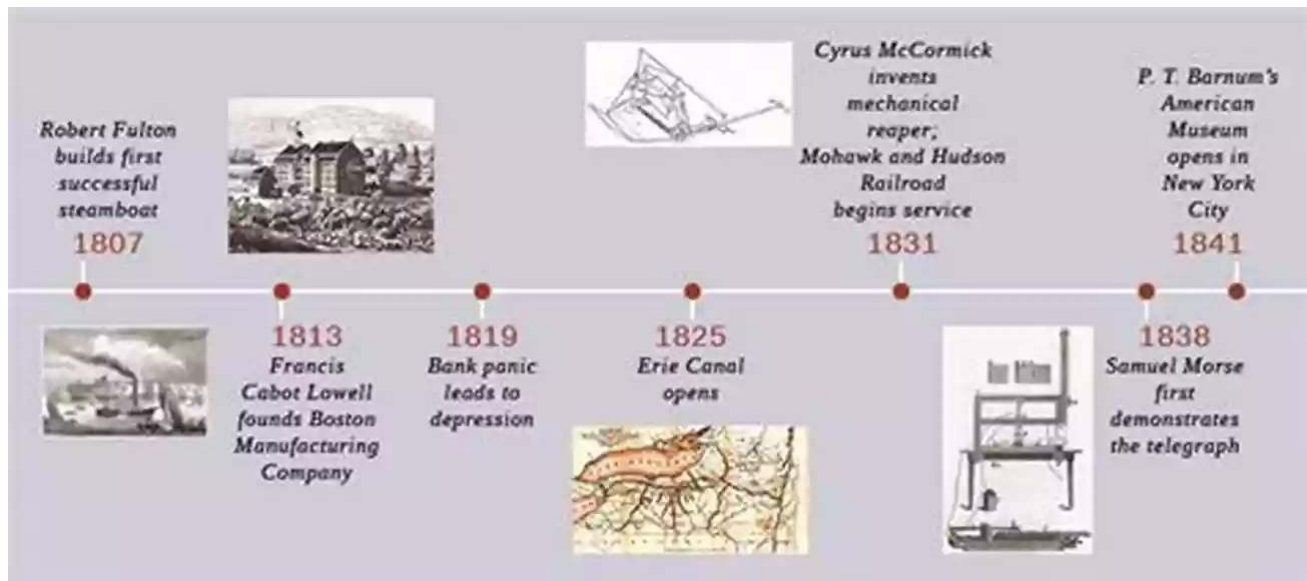 Robert Fulton
builds first
successful
steamboat
1807
1813
Francis
Cabot Lowell
founds Boston
Manufacturing
Company
1819
Bank panic
leads to
depression
1825
Erie Canal
opens
Cyrus McCormick
invents
mechanical
reaper;
Mohawk and Hudson
Railroad
begins service
1831
1838
Samuel Morse
first
demonstrates
the telegraph
P. T. Barnum's
American
Museum
opens in
New York
City
1841